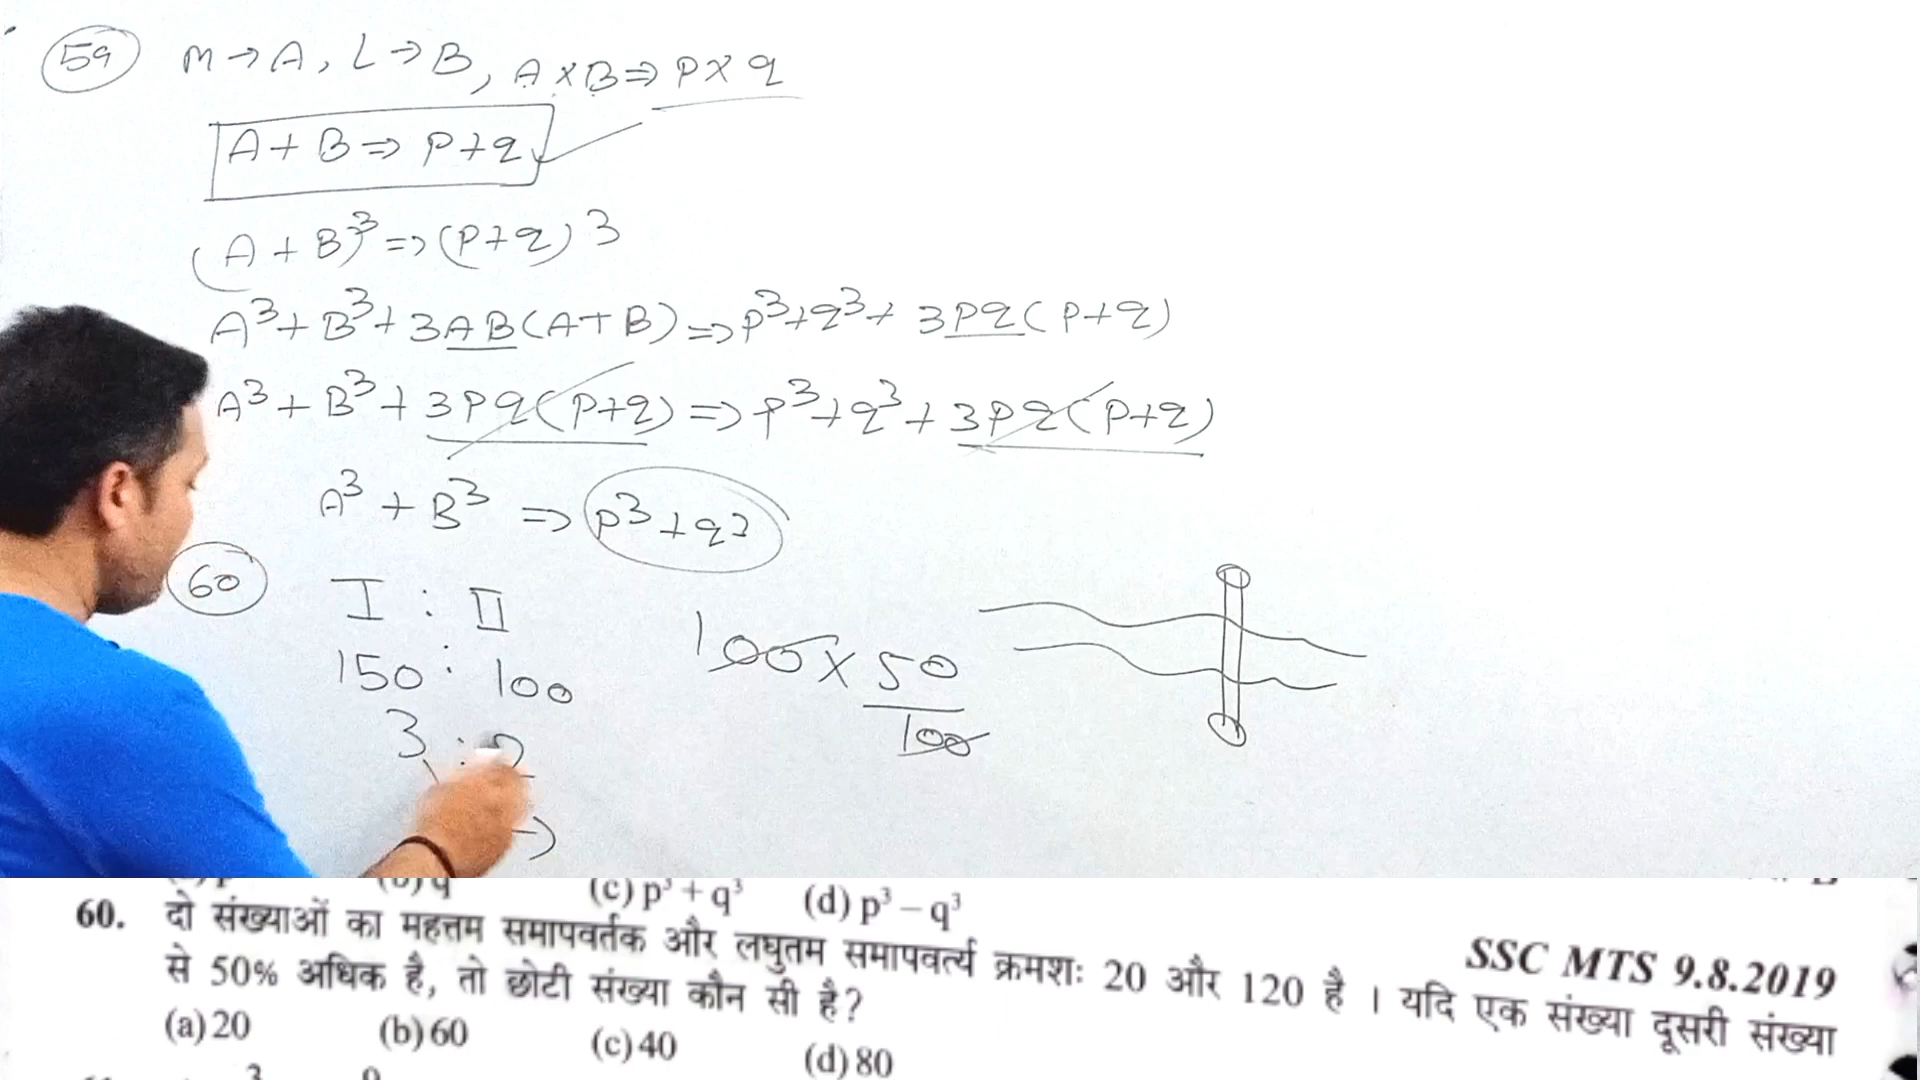 59 M → A, L → B, A × B ⇒ P × q
A + B ⇒ P + q
(A + B)³ ⇒ (P + q)3
A³ + B³ + 3AB(A + B) ⇒ P³ + q³ + 3Pq(P + q)
A³ + B³ + 3Pq(P + q) ⇒ P³ + q³ + 3Pq(P + q)
A³ + B³ ⇒ P³ + q³
60 I : II
150 : 100
100 × 50
100
3 : 2
(c) p³ + q³ (d) p³ – q³
SSC MTS 9.8.2019
60. दो संख्याओं का महत्तम समापवर्तक और लघुतम समापवर्त्य क्रमशः 20 और 120 है । यदि एक संख्या दूसरी संख्या
से 50% अधिक है, तो छोटी संख्या कौन सी है?
(a) 20 (b) 60 (c) 40 (d) 80